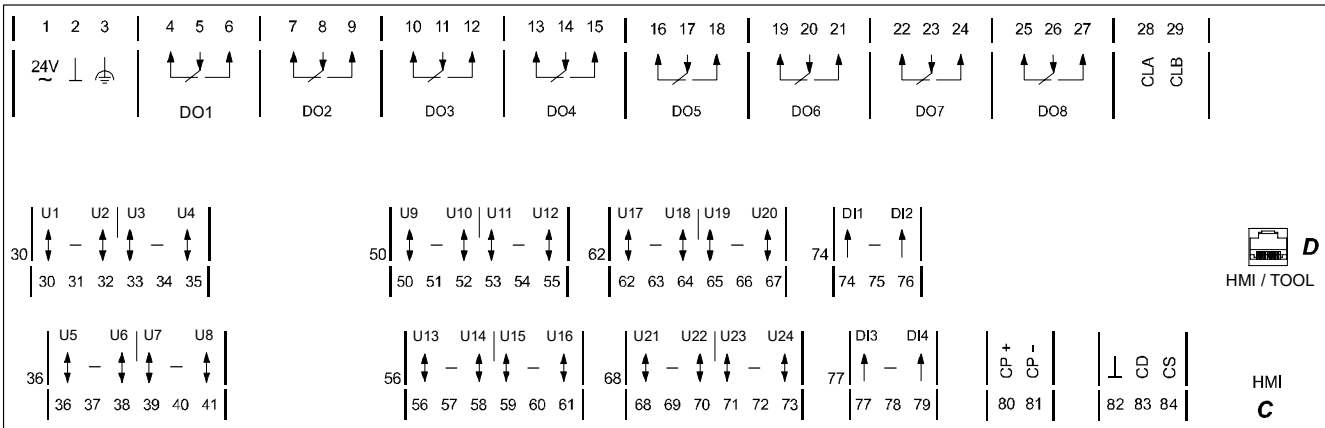 1 2 3 4 5 6 7 8 9 10 11 12 13 14 15 16 17 18 19 20 21 22 23 24 25 26 27 28 29
24V ~ CLA CLB
DO1 DO2 DO3 DO4 DO5 DO6 DO7 DO8
U1 U2 U3 U4 U9 U10 U11 U12 U17 U18 U19 U20 DI1 DI2
30 – – 50 – – 62 – – 74 – D
30 31 32 33 34 35 50 51 52 53 54 55 62 63 64 65 66 67 74 75 76 HMI / TOOL
U5 U6 U7 U8 U13 U14 U15 U16 U21 U22 U23 U24 DI3 DI4
36 – – 56 – – 68 – – 77 – CP + CP - CD CS HMI
36 37 38 39 40 41 56 57 58 59 60 61 68 69 70 71 72 73 77 78 79 80 81 82 83 84 C